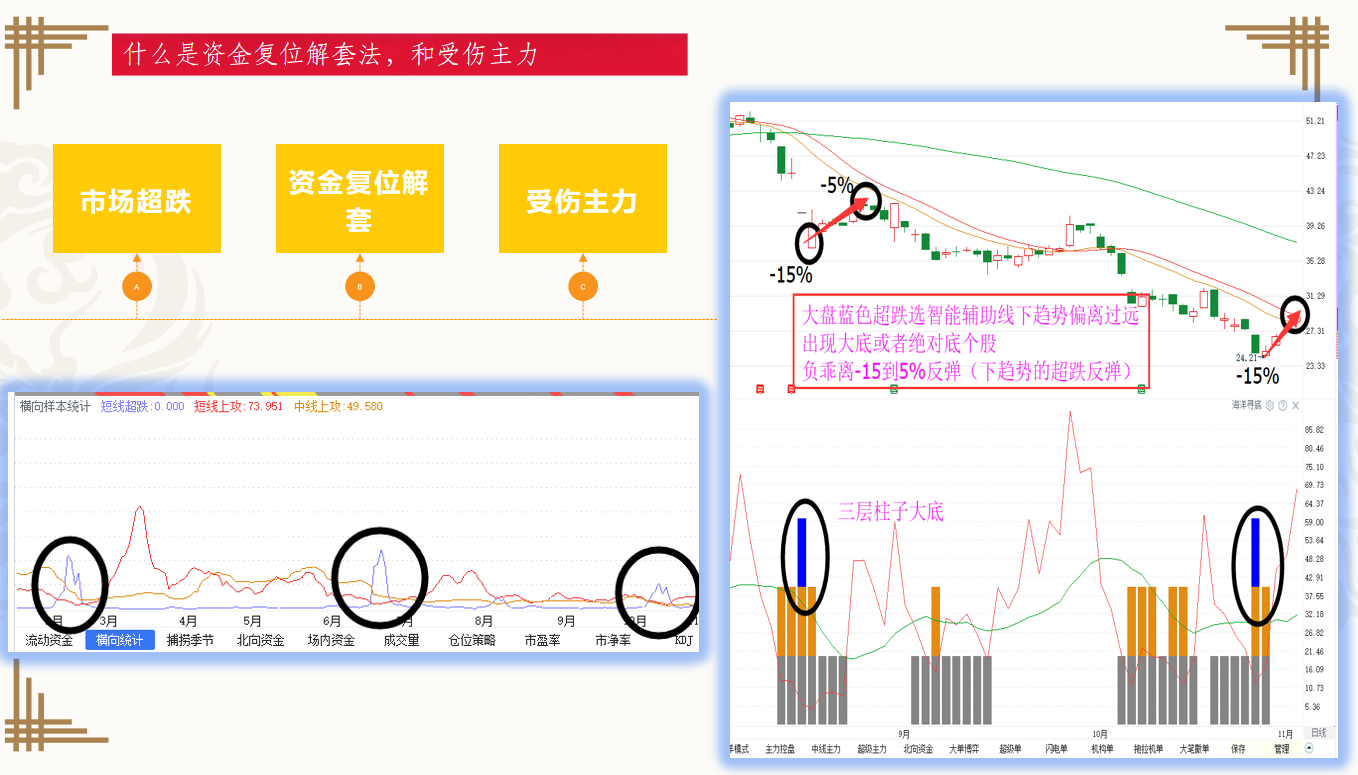 什么是资金复位解套法，和受伤主力
市场超跌
资金复位解
套
受伤主力
A
B
C
横向样本统计 短线超跌:0.000 短线上攻:73.951 中线上攻:49.580
3月 4月 5月 8月 9月
流动资金 横向统计 捕捞季节 北向资金 场内资金 成交量 仓位策略 市盈率 市净率 KDJ
51.21
47.23
43.24
39.26
35.28
31.29
27.31
23.33
-5%
-15%
大盘蓝色超跌选智能辅助线下趋势偏离过远
出现大底或者绝对底个股
负乖离-15到5%反弹（下趋势的超跌反弹）
24.21
-15%
海洋寻底
85.82
80.46
75.10
69.73
64.37
59.00
53.64
48.28
42.91
37.55
32.18
26.82
21.46
16.09
10.73
5.36
三层柱子大底
9月 10月 11月 日线
模式 主力控盘 中线主力 超级主力 北向资金 大单博弈 超级单 闪电单 机构单 拖拉机单 大笔撤单 保存 管理